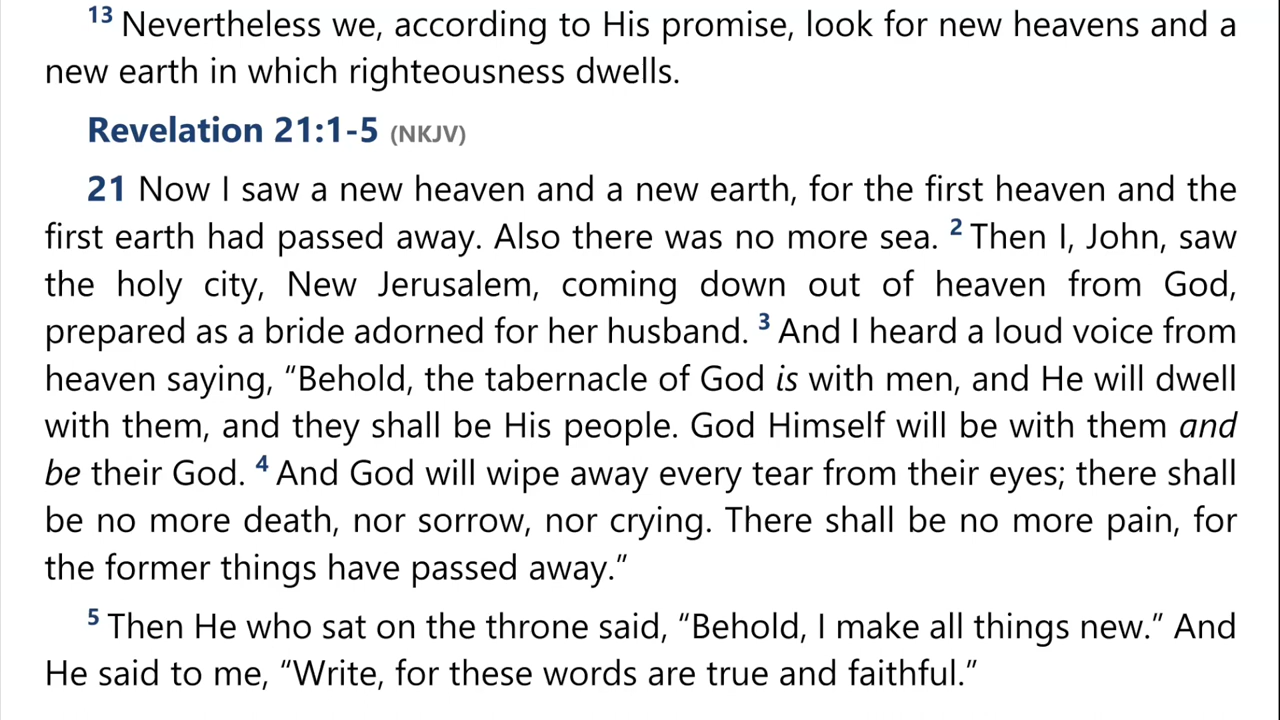 13 Nevertheless we, according to His promise, look for new heavens and a
new earth in which righteousness dwells.
Revelation 21:1-5 (NKJV)
21 Now I saw a new heaven and a new earth, for the first heaven and the
first earth had passed away. Also there was no more sea. 2 Then I, John, saw
the holy city, New Jerusalem, coming down out of heaven from God,
prepared as a bride adorned for her husband. 3 And I heard a loud voice from
heaven saying, “Behold, the tabernacle of God is with men, and He will dwell
with them, and they shall be His people. God Himself will be with them and
be their God. 4 And God will wipe away every tear from their eyes; there shall
be no more death, nor sorrow, nor crying. There shall be no more pain, for
the former things have passed away.”
5 Then He who sat on the throne said, “Behold, I make all things new.” And
He said to me, “Write, for these words are true and faithful.”